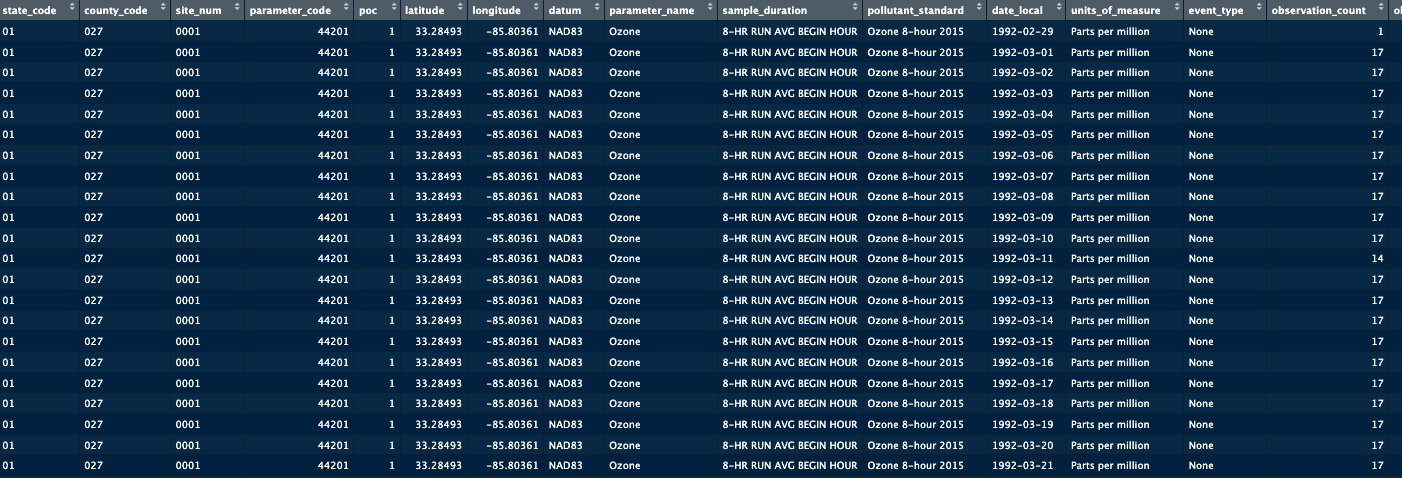 state_code county_code site_num parameter_code poc latitude longitude datum parameter_name sample_duration pollutant_standard date_local units_of_measure event_type observation_count
01 027 0001 44201 1 33.28493 -85.80361 NAD83 Ozone 8-HR RUN AVG BEGIN HOUR Ozone 8-hour 2015 1992-02-29 Parts per million None 1
01 027 0001 44201 1 33.28493 -85.80361 NAD83 Ozone 8-HR RUN AVG BEGIN HOUR Ozone 8-hour 2015 1992-03-01 Parts per million None 17
01 027 0001 44201 1 33.28493 -85.80361 NAD83 Ozone 8-HR RUN AVG BEGIN HOUR Ozone 8-hour 2015 1992-03-02 Parts per million None 17
01 027 0001 44201 1 33.28493 -85.80361 NAD83 Ozone 8-HR RUN AVG BEGIN HOUR Ozone 8-hour 2015 1992-03-03 Parts per million None 17
01 027 0001 44201 1 33.28493 -85.80361 NAD83 Ozone 8-HR RUN AVG BEGIN HOUR Ozone 8-hour 2015 1992-03-04 Parts per million None 17
01 027 0001 44201 1 33.28493 -85.80361 NAD83 Ozone 8-HR RUN AVG BEGIN HOUR Ozone 8-hour 2015 1992-03-05 Parts per million None 17
01 027 0001 44201 1 33.28493 -85.80361 NAD83 Ozone 8-HR RUN AVG BEGIN HOUR Ozone 8-hour 2015 1992-03-06 Parts per million None 17
01 027 0001 44201 1 33.28493 -85.80361 NAD83 Ozone 8-HR RUN AVG BEGIN HOUR Ozone 8-hour 2015 1992-03-07 Parts per million None 17
01 027 0001 44201 1 33.28493 -85.80361 NAD83 Ozone 8-HR RUN AVG BEGIN HOUR Ozone 8-hour 2015 1992-03-08 Parts per million None 17
01 027 0001 44201 1 33.28493 -85.80361 NAD83 Ozone 8-HR RUN AVG BEGIN HOUR Ozone 8-hour 2015 1992-03-09 Parts per million None 17
01 027 0001 44201 1 33.28493 -85.80361 NAD83 Ozone 8-HR RUN AVG BEGIN HOUR Ozone 8-hour 2015 1992-03-10 Parts per million None 17
01 027 0001 44201 1 33.28493 -85.80361 NAD83 Ozone 8-HR RUN AVG BEGIN HOUR Ozone 8-hour 2015 1992-03-11 Parts per million None 14
01 027 0001 44201 1 33.28493 -85.80361 NAD83 Ozone 8-HR RUN AVG BEGIN HOUR Ozone 8-hour 2015 1992-03-12 Parts per million None 17
01 027 0001 44201 1 33.28493 -85.80361 NAD83 Ozone 8-HR RUN AVG BEGIN HOUR Ozone 8-hour 2015 1992-03-13 Parts per million None 17
01 027 0001 44201 1 33.28493 -85.80361 NAD83 Ozone 8-HR RUN AVG BEGIN HOUR Ozone 8-hour 2015 1992-03-14 Parts per million None 17
01 027 0001 44201 1 33.28493 -85.80361 NAD83 Ozone 8-HR RUN AVG BEGIN HOUR Ozone 8-hour 2015 1992-03-15 Parts per million None 17
01 027 0001 44201 1 33.28493 -85.80361 NAD83 Ozone 8-HR RUN AVG BEGIN HOUR Ozone 8-hour 2015 1992-03-16 Parts per million None 17
01 027 0001 44201 1 33.28493 -85.80361 NAD83 Ozone 8-HR RUN AVG BEGIN HOUR Ozone 8-hour 2015 1992-03-17 Parts per million None 17
01 027 0001 44201 1 33.28493 -85.80361 NAD83 Ozone 8-HR RUN AVG BEGIN HOUR Ozone 8-hour 2015 1992-03-18 Parts per million None 17
01 027 0001 44201 1 33.28493 -85.80361 NAD83 Ozone 8-HR RUN AVG BEGIN HOUR Ozone 8-hour 2015 1992-03-19 Parts per million None 17
01 027 0001 44201 1 33.28493 -85.80361 NAD83 Ozone 8-HR RUN AVG BEGIN HOUR Ozone 8-hour 2015 1992-03-20 Parts per million None 17
01 027 0001 44201 1 33.28493 -85.80361 NAD83 Ozone 8-HR RUN AVG BEGIN HOUR Ozone 8-hour 2015 1992-03-21 Parts per million None 17